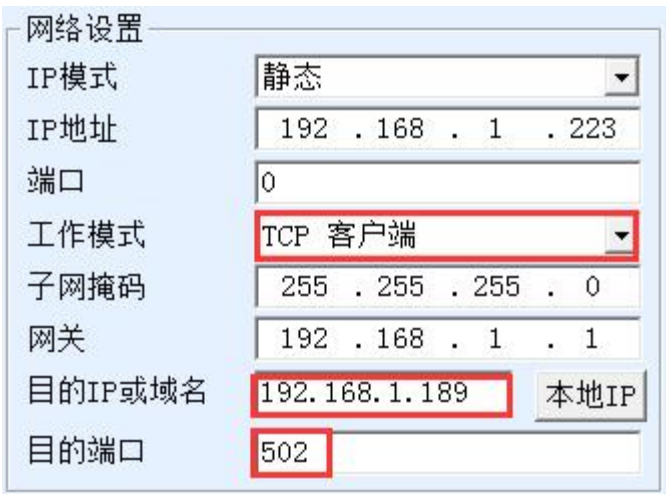 网络设置
IP模式 静态
IP地址 192 . 168 . 1 . 223
端口 0
工作模式 TCP 客户端
子网掩码 255 . 255 . 255 . 0
网关 192 . 168 . 1 . 1
目的IP或域名 192.168.1.189 本地IP
目的端口 502